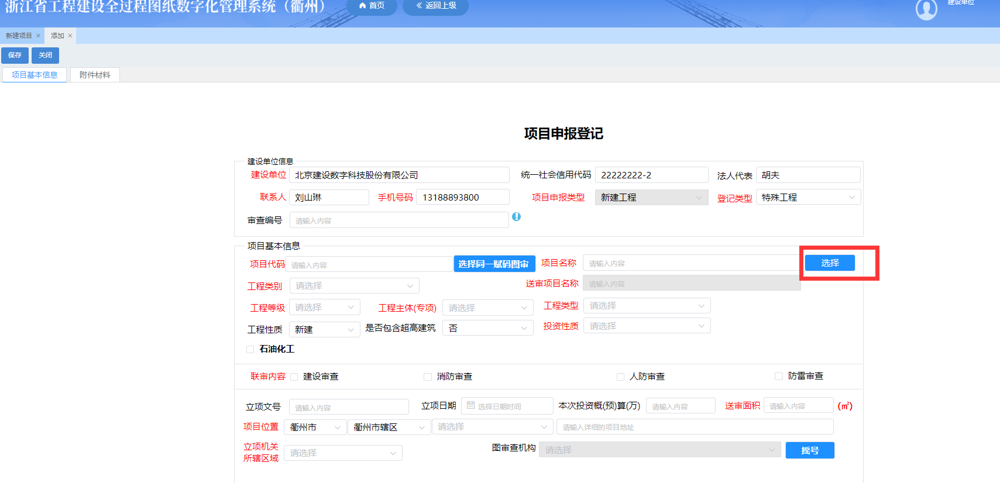 浙江省工程建设全过程图纸数字化管理系统（衢州）
首页
返回上级
建设单位
新建项目 ×
添加 ×
保存
关闭
项目基本信息
附件材料
项目申报登记
建设单位信息
建设单位 北京建设数字科技股份有限公司 统一社会信用代码 22222222-2 法人代表 胡夫
联系人 刘山琳 手机号码 13188893800 项目申报类型 新建工程 登记类型 特殊工程
审查编号 请输入内容
项目基本信息
项目代码 请输入内容 选择同一赋码图审 项目名称 请输入内容 选择
工程类别 请选择 送审项目名称 请输入内容
工程等级 请选择 工程主体(专项) 请选择 工程类型 请选择
工程性质 新建 是否包含超高建筑 否 投资性质 请选择
石油化工
联审内容 建设审查 消防审查 人防审查 防雷审查
立项文号 请输入内容 立项日期 选择日期时间 本次投资概(预)算(万) 请输入内容 送审面积 请输入内容 (㎡)
项目位置 衢州市 衢州市辖区 请选择 请输入详细的项目地址
立项机关
所辖区域 请选择 图审查机构 请选择 摇号